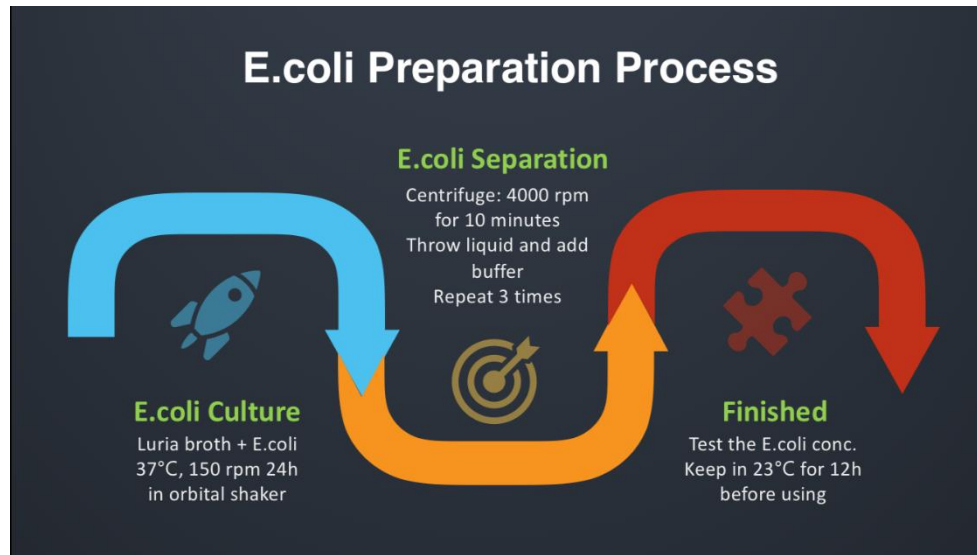 E.coli Preparation Process
E.coli Separation
Centrifuge: 4000 rpm
for 10 minutes
Throw liquid and add
buffer
Repeat 3 times
E.coli Culture
Luria broth + E.coli
37°C, 150 rpm 24h
in orbital shaker
Finished
Test the E.coli conc.
Keep in 23°C for 12h
before using